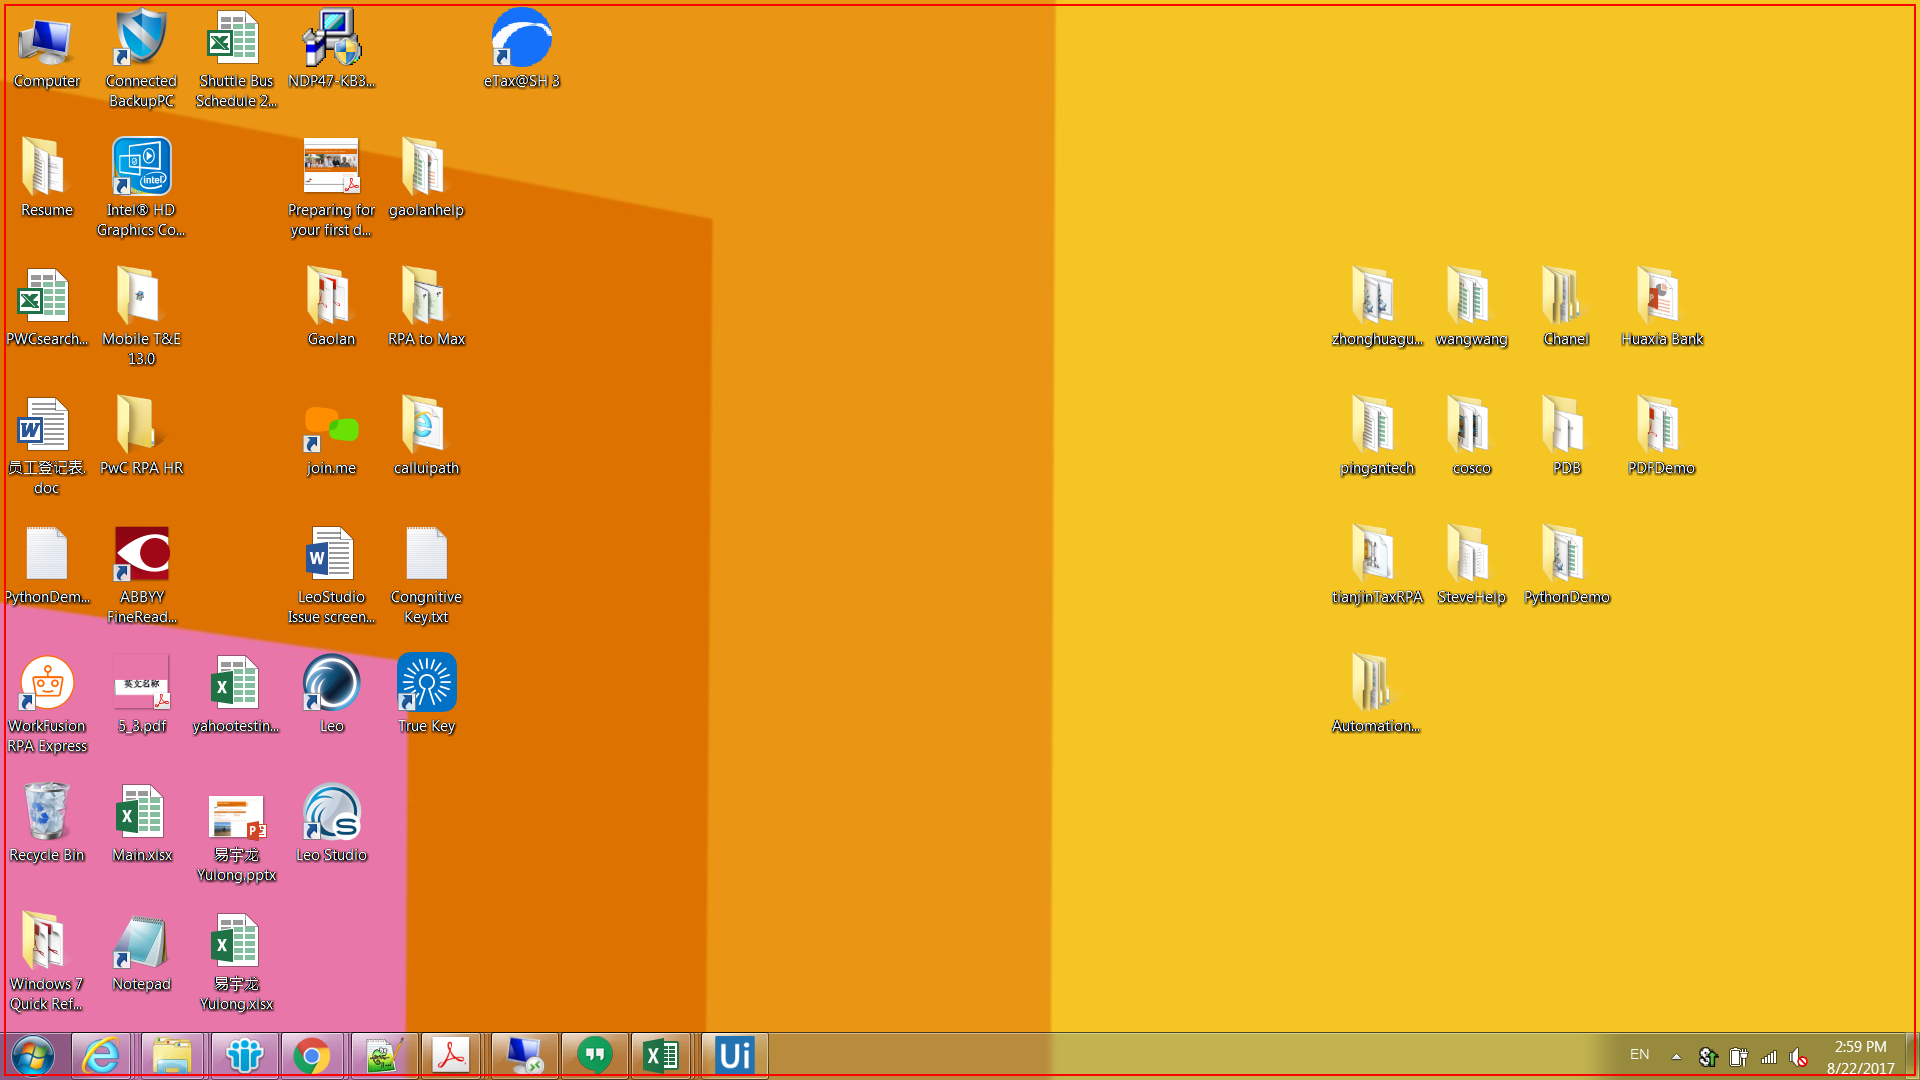 Computer
Connected
BackupPC
Shuttle Bus
Schedule 2...
NDP47-KB3...
eTax@SH 3
Resume
intel
Intel® HD
Graphics Co...
Preparing for
your first d...
gaolanhelp
PWCsearch...
Mobile T&E
13.0
Gaolan
RPA to Max
zhonghuagu...
wangwang
Chanel
Huaxia Bank
员工登记表.
doc
PwC RPA HR
join.me
calluipath
pingantech
cosco
PDB
PDFDemo
PythonDem...
ABBYY
FineRead...
LeoStudio
Issue screen...
Congnitive
Key.txt
tianjinTaxRPA
SteveHelp
PythonDemo
英文名称
WorkFusion
RPA Express
5_3.pdf
yahootestin...
Leo
True Key
Automation...
Recycle Bin
Main.xlsx
易宇龙
Yulong.pptx
Leo Studio
Windows 7
Quick Ref...
Notepad
易宇龙
Yulong.xlsx
Ui
EN
2:59 PM
8/22/2017